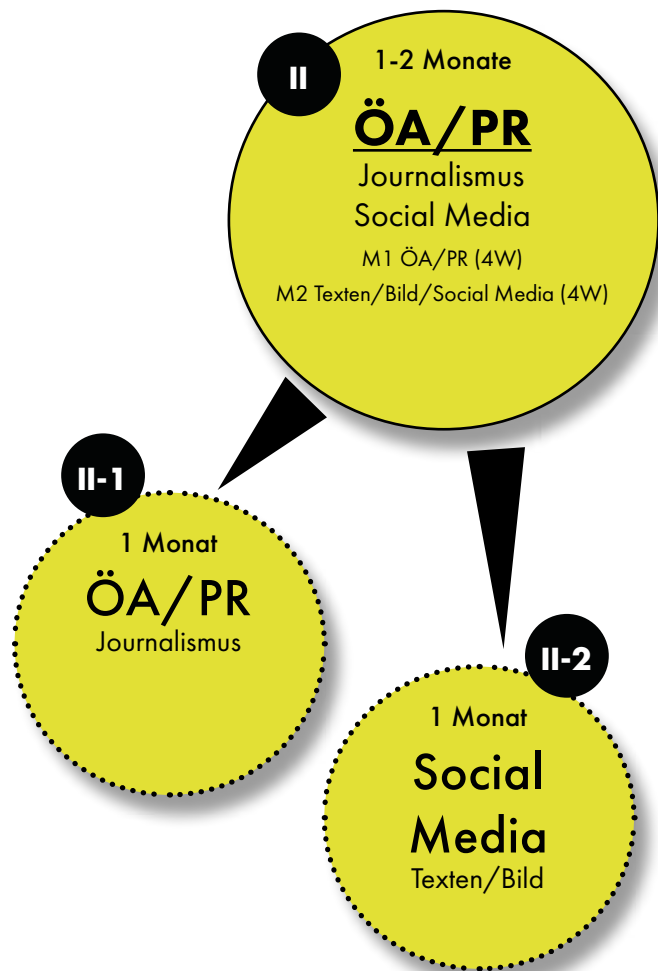 II
1-2 Monate
ÖA/PR
Journalismus
Social Media
M1 ÖA/PR (4W)
M2 Texten/Bild/Social Media (4W)
II-1
1 Monat
ÖA/PR
Journalismus
II-2
1 Monat
Social
Media
Texten/Bild